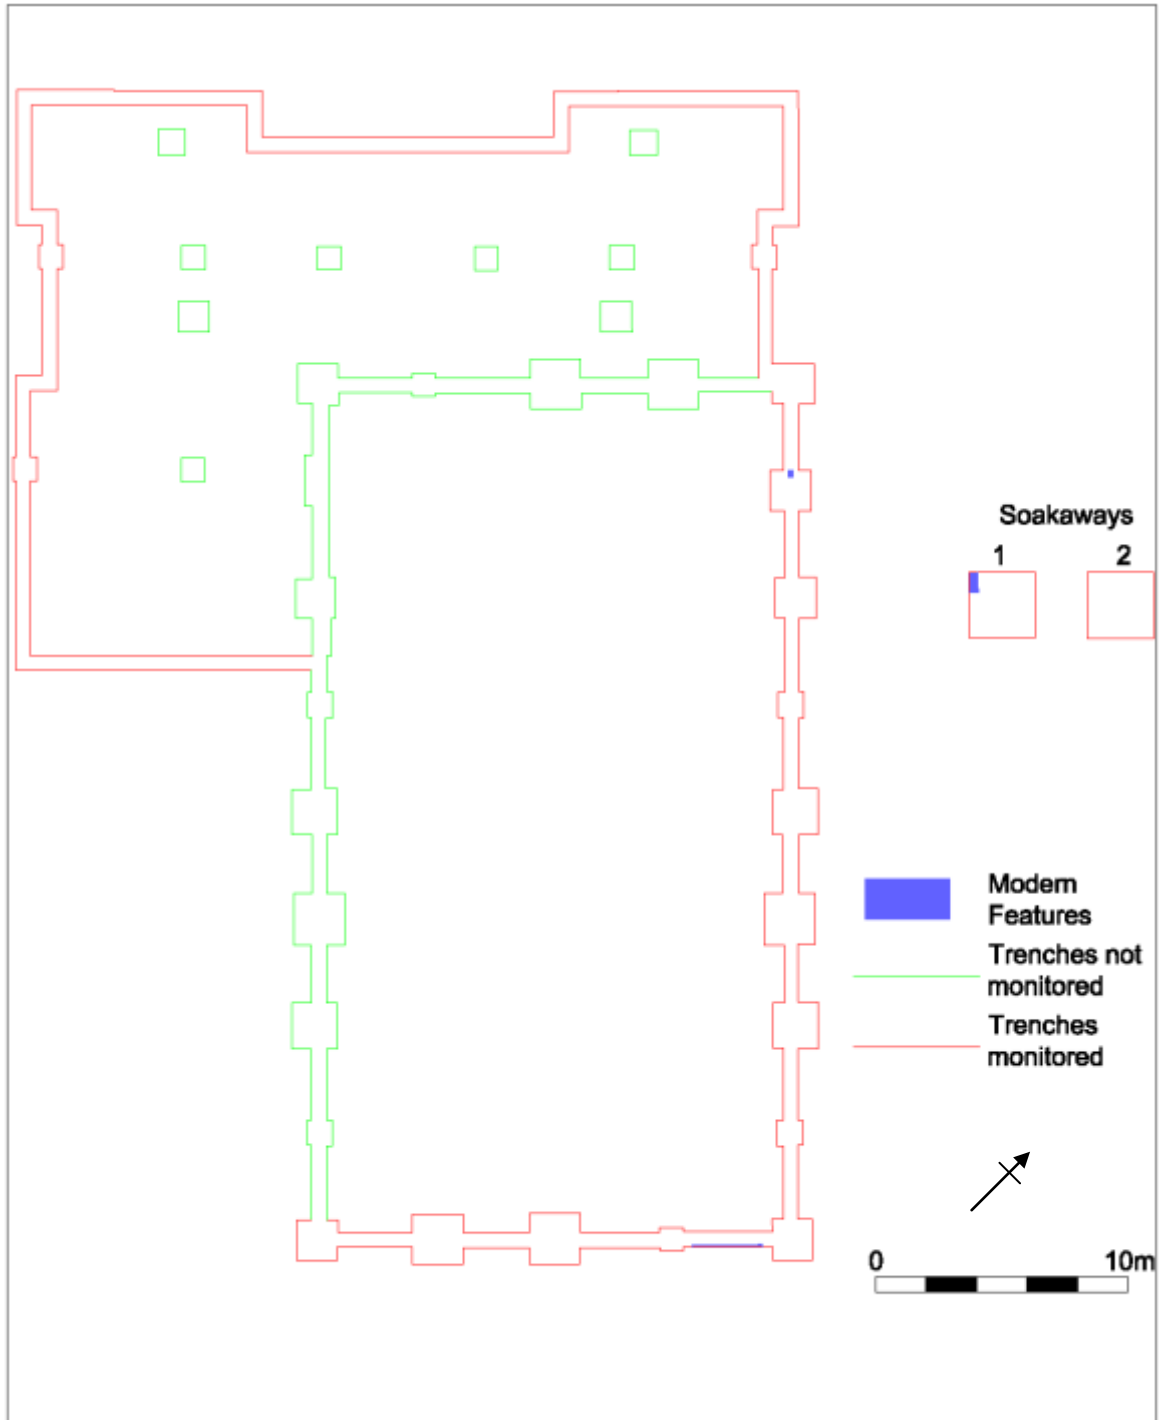 Soakaways
1 2
Modern
Features
Trenches not
monitored
Trenches
monitored
0 10m